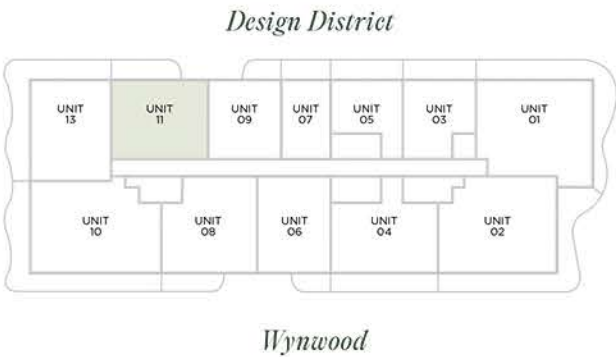 Design District
UNIT
13
UNIT
11
UNIT
09
UNIT
07
UNIT
05
UNIT
03
UNIT
01
UNIT
10
UNIT
08
UNIT
06
UNIT
04
UNIT
02
Wynwood